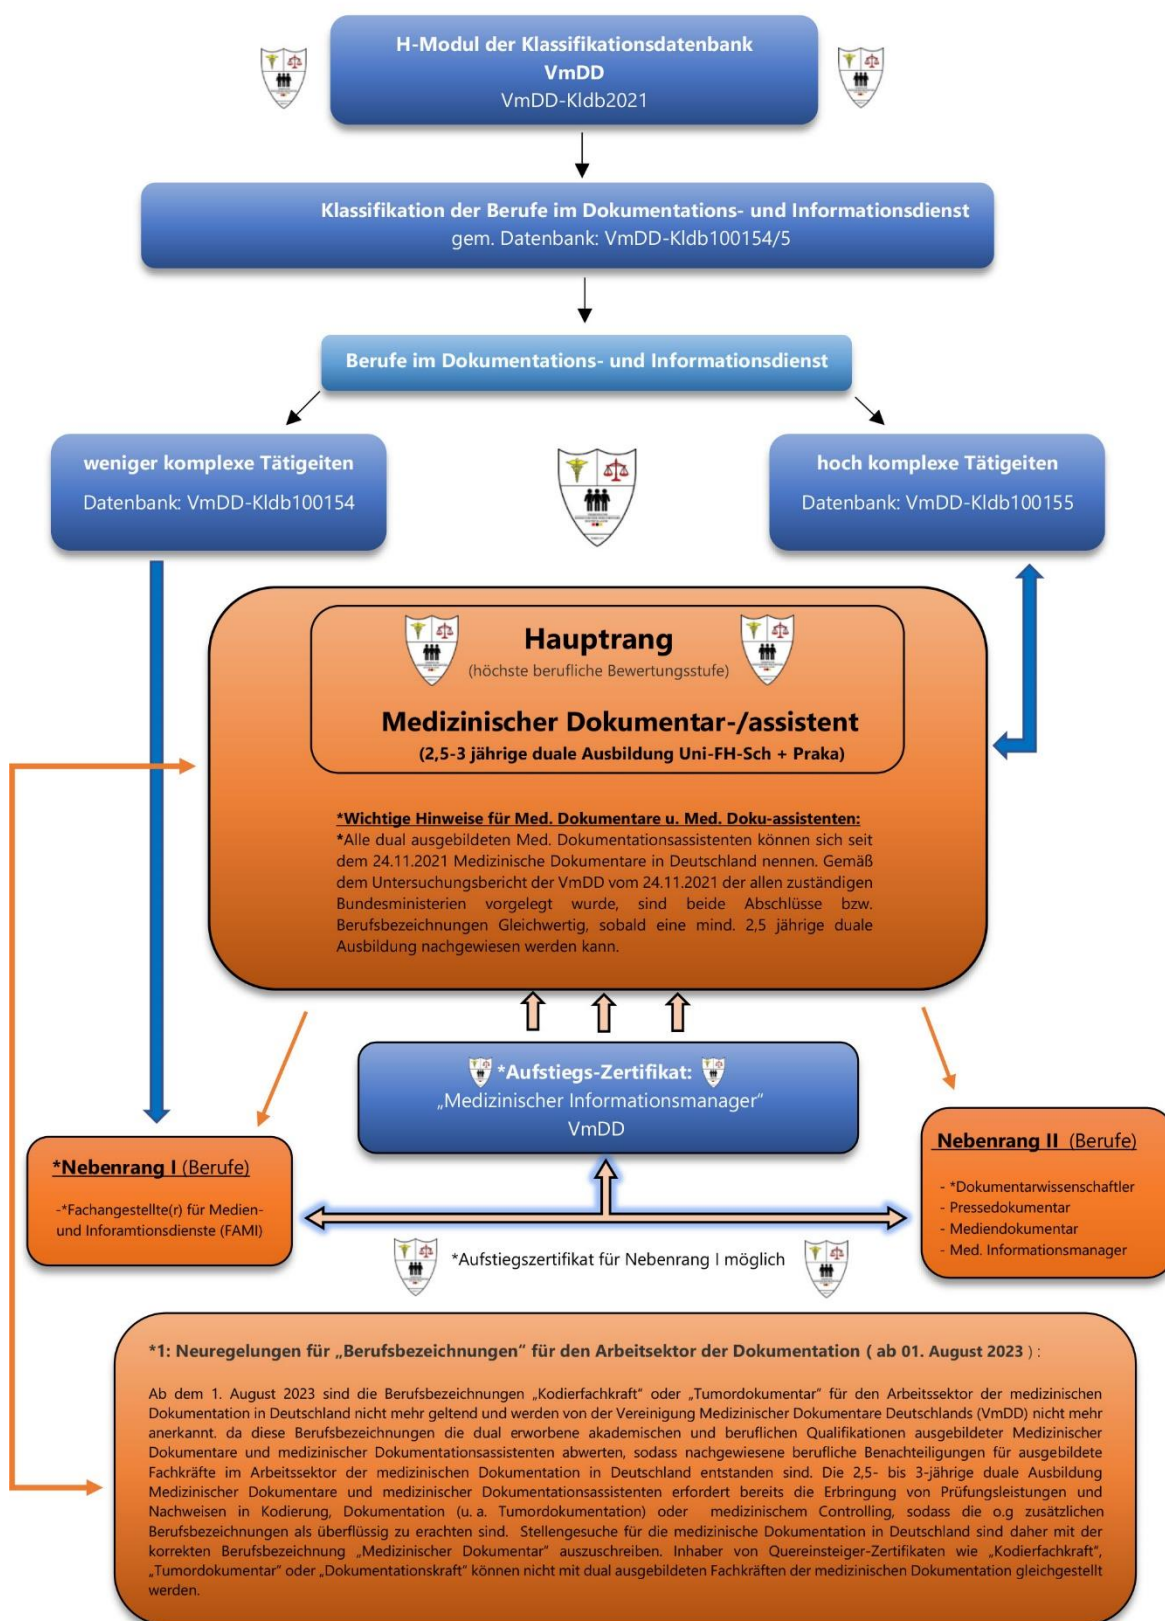 H-Modul der Klassifikationsdatenbank
VmDD
VmDD-Kldb2021
Klassifikation der Berufe im Dokumentations- und Informationsdienst
gem. Datenbank: VmDD-Kldb100154/5
Berufe im Dokumentations- und Informationsdienst
weniger komplexe Tätigeiten
Datenbank: VmDD-Kldb100154
hoch komplexe Tätigeiten
Datenbank: VmDD-Kldb100155
Hauptrang
(höchste berufliche Bewertungsstufe)
Medizinischer Dokumentar-/assistent
(2,5-3 jährige duale Ausbildung Uni-FH-Sch + Praka)
*Wichtige Hinweise für Med. Dokumentare u. Med. Doku-assistenten:
*Alle dual ausgebildeten Med. Dokumentationsassistenten können sich seit
dem 24.11.2021 Medizinische Dokumentare in Deutschland nennen. Gemäß
dem Untersuchungsbericht der VmDD vom 24.11.2021 der allen zuständigen
Bundesministerien vorgelegt wurde, sind beide Abschlüsse bzw.
Berufsbezeichnungen Gleichwertig, sobald eine mind. 2,5 jährige duale
Ausbildung nachgewiesen werden kann.
*Aufstiegs-Zertifikat:
„Medizinischer Informationsmanager“
VmDD
*Nebenrang I (Berufe)
-*Fachangestellte(r) für Medien-
und Inforamtionsdienste (FAMI)
Nebenrang II (Berufe)
- *Dokumentarwissenschaftler
- Pressedokumentar
- Mediendokumentar
- Med. Informationsmanager
*Aufstiegszertifikat für Nebenrang I möglich
*1: Neuregelungen für „Berufsbezeichnungen“ für den Arbeitsektor der Dokumentation ( ab 01. August 2023 ) :
Ab dem 1. August 2023 sind die Berufsbezeichnungen „Kodierfachkraft“ oder „Tumordokumentar“ für den Arbeitssektor der medizinischen
Dokumentation in Deutschland nicht mehr geltend und werden von der Vereinigung Medizinischer Dokumentare Deutschlands (VmDD) nicht mehr
anerkannt. da diese Berufsbezeichnungen die dual erworbene akademischen und beruflichen Qualifikationen ausgebildeter Medizinischer
Dokumentare und medizinischer Dokumentationsassistenten abwerten, sodass nachgewiesene berufliche Benachteiligungen für ausgebildete
Fachkräfte im Arbeitssektor der medizinischen Dokumentation in Deutschland entstanden sind. Die 2,5- bis 3-jährige duale Ausbildung
Medizinischer Dokumentare und medizinischer Dokumentationsassistenten erfordert bereits die Erbringung von Prüfungsleistungen und
Nachweisen in Kodierung, Dokumentation (u. a. Tumordokumentation) oder medizinischem Controlling, sodass die o.g zusätzlichen
Berufsbezeichnungen als überflüssig zu erachten sind. Stellengesuche für die medizinische Dokumentation in Deutschland sind daher mit der
korrekten Berufsbezeichnung „Medizinischer Dokumentar“ auszuschreiben. Inhaber von Quereinsteiger-Zertifikaten wie „Kodierfachkraft“,
„Tumordokumentar“ oder „Dokumentationskraft“ können nicht mit dual ausgebildeten Fachkräften der medizinischen Dokumentation gleichgestellt
werden.